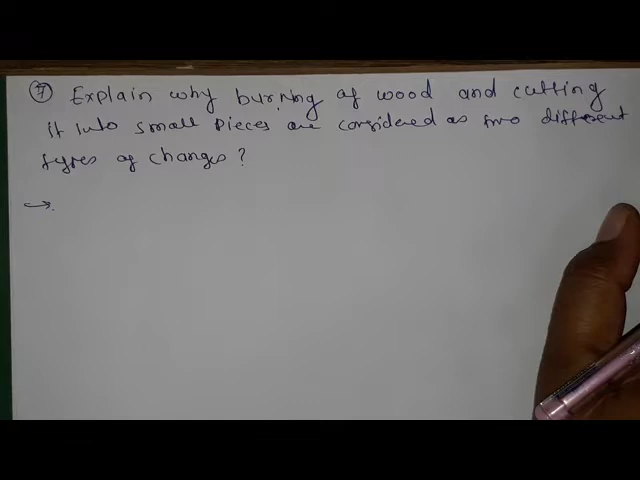 7 Explain why burning of wood and cutting
it into small pieces are considered as two different
types of changes ?
→